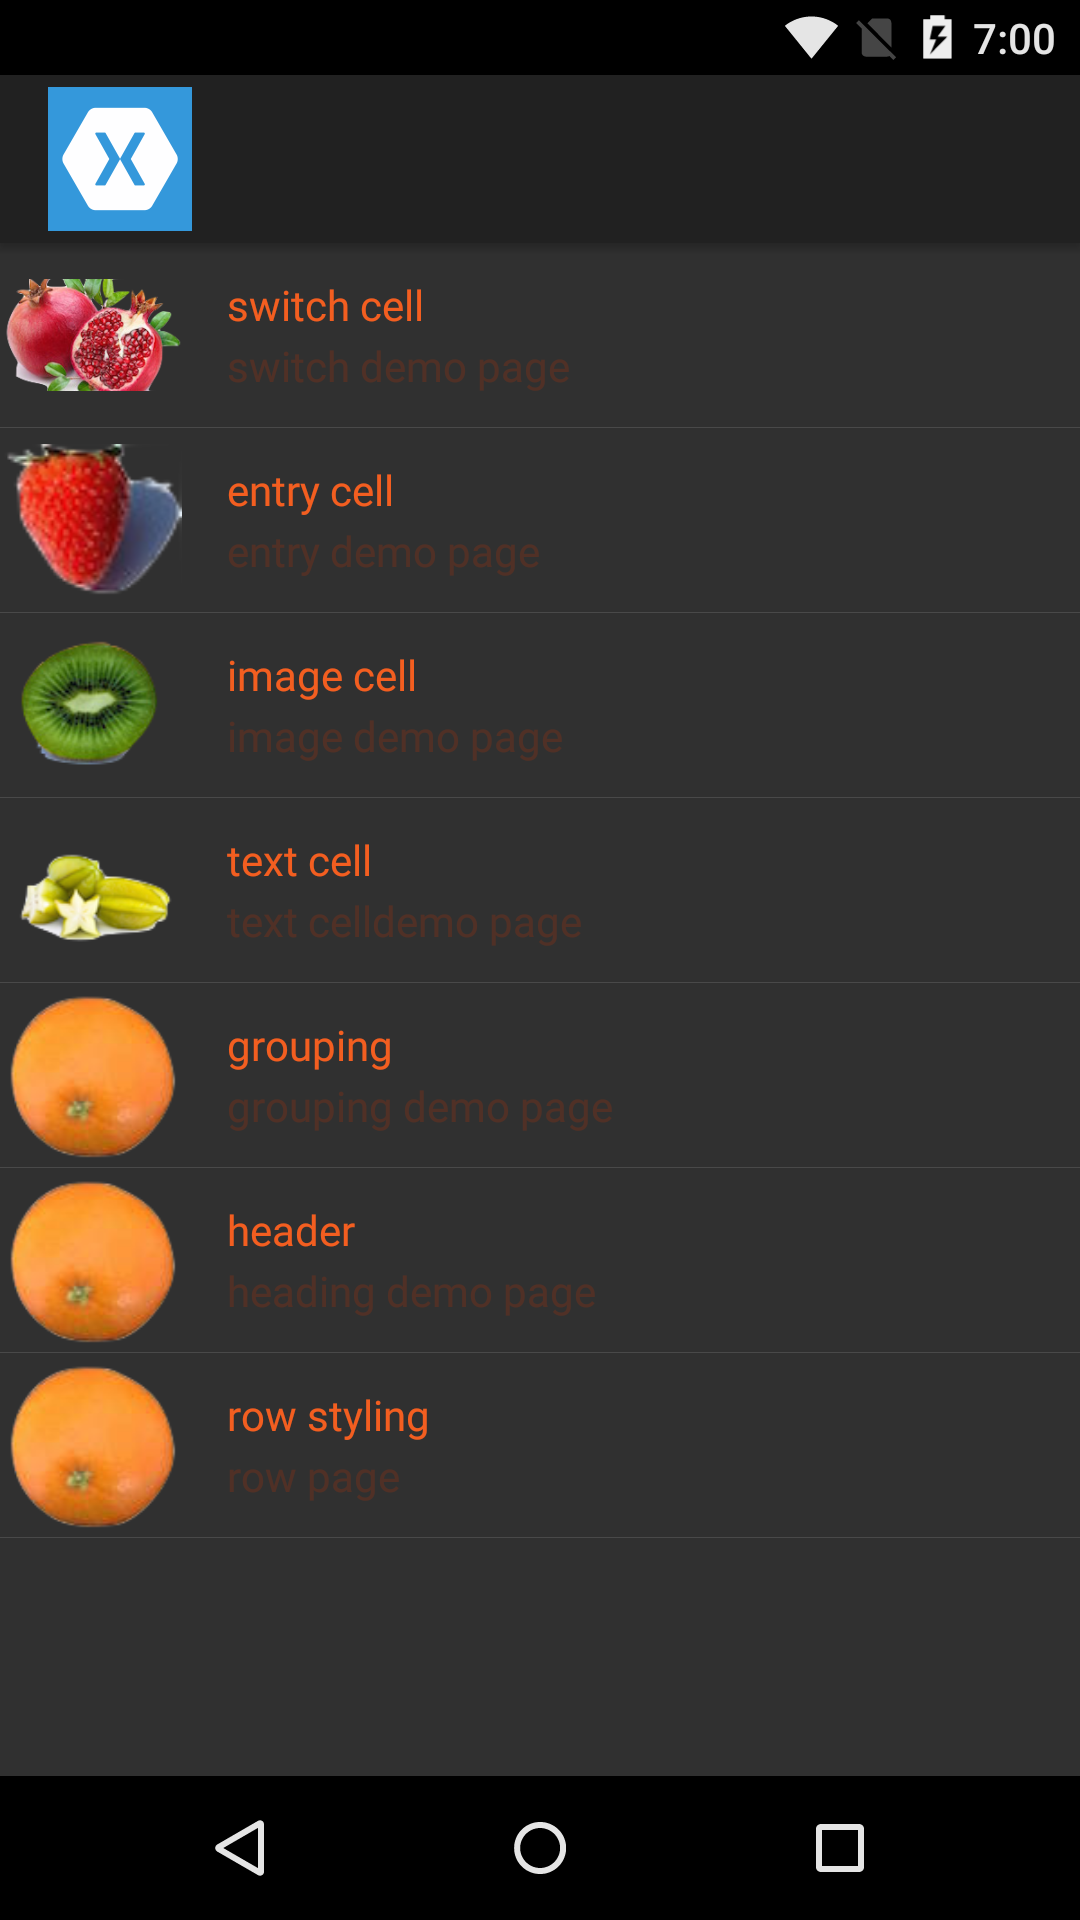 7:00
X
switch cell
switch demo page
entry cell
entry demo page
image cell
image demo page
text cell
text celldemo page
grouping
grouping demo page
header
heading demo page
row styling
row page